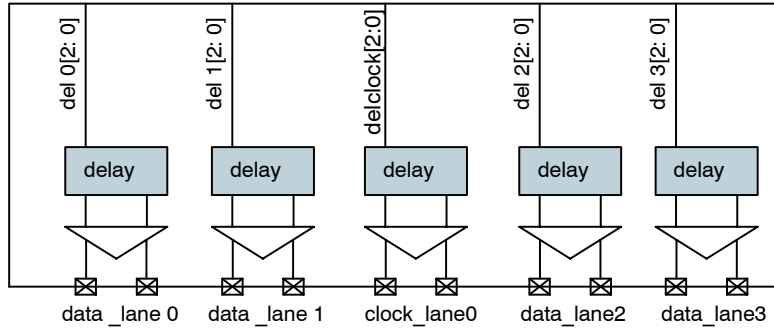 del 0[2: 0]
del 1[2: 0]
delclock[2:0]
del 2[2: 0]
del 3[2: 0]
delay
delay
delay
delay
delay
data _lane 0
data _lane 1
clock_lane0
data_lane2
data_lane3